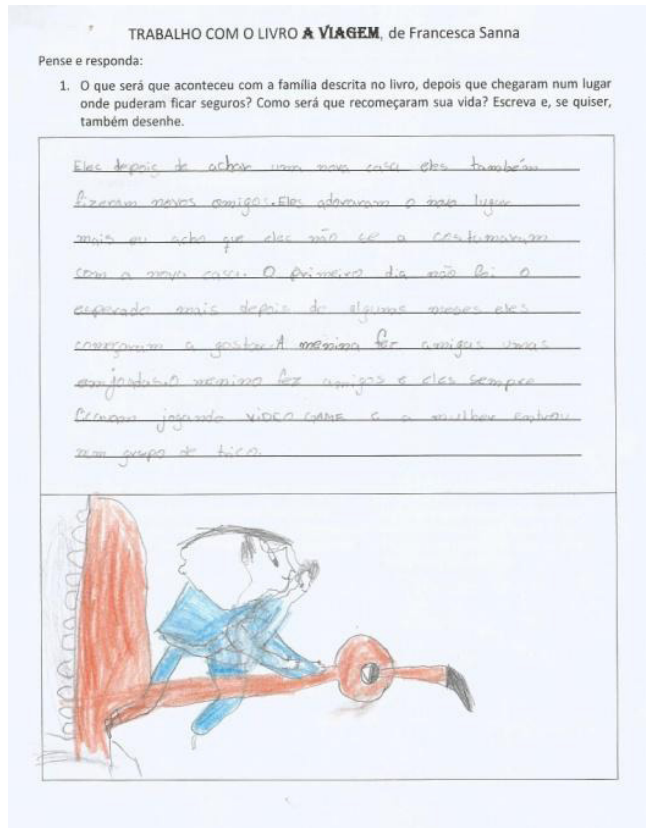 TRABALHO COM O LIVRO A VIAGEM, de Francesca Sanna
Pense e responda:
1. O que será que aconteceu com a família descrita no livro, depois que chegaram num lugar
onde puderam ficar seguros? Como será que recomeçaram sua vida? Escreva e, se quiser,
também desenhe.
Eles depois de achar uma nova casa eles também
fizeram novos amigos. Eles adoraram o novo lugar
mais eu acho que eles não se a costumaram
com a nova casa. O primeiro dia não foi o
esperado mais depois de alguns meses eles
começaram a gostar. A menina fez amigas umas
O menino fez amigos e eles sempre
jogando VIDEO GAME e a mulher entrou
num grupo de